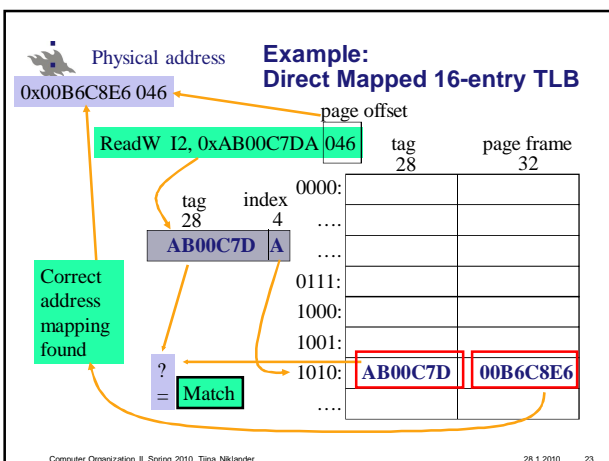 Example:
Direct Mapped 16-entry TLB
Physical address
0x00B6C8E6 046
page offset
ReadW I2, 0xAB00C7DA 046
tag
28
page frame
32
tag
28
index
4
AB00C7D A
0000:
....
....
0111:
1000:
1001:
1010: AB00C7D 00B6C8E6
....
Correct
address
mapping
found
?
=
Match
Computer Organization II, Spring 2010, Tiina Niklander
28.1.2010
23